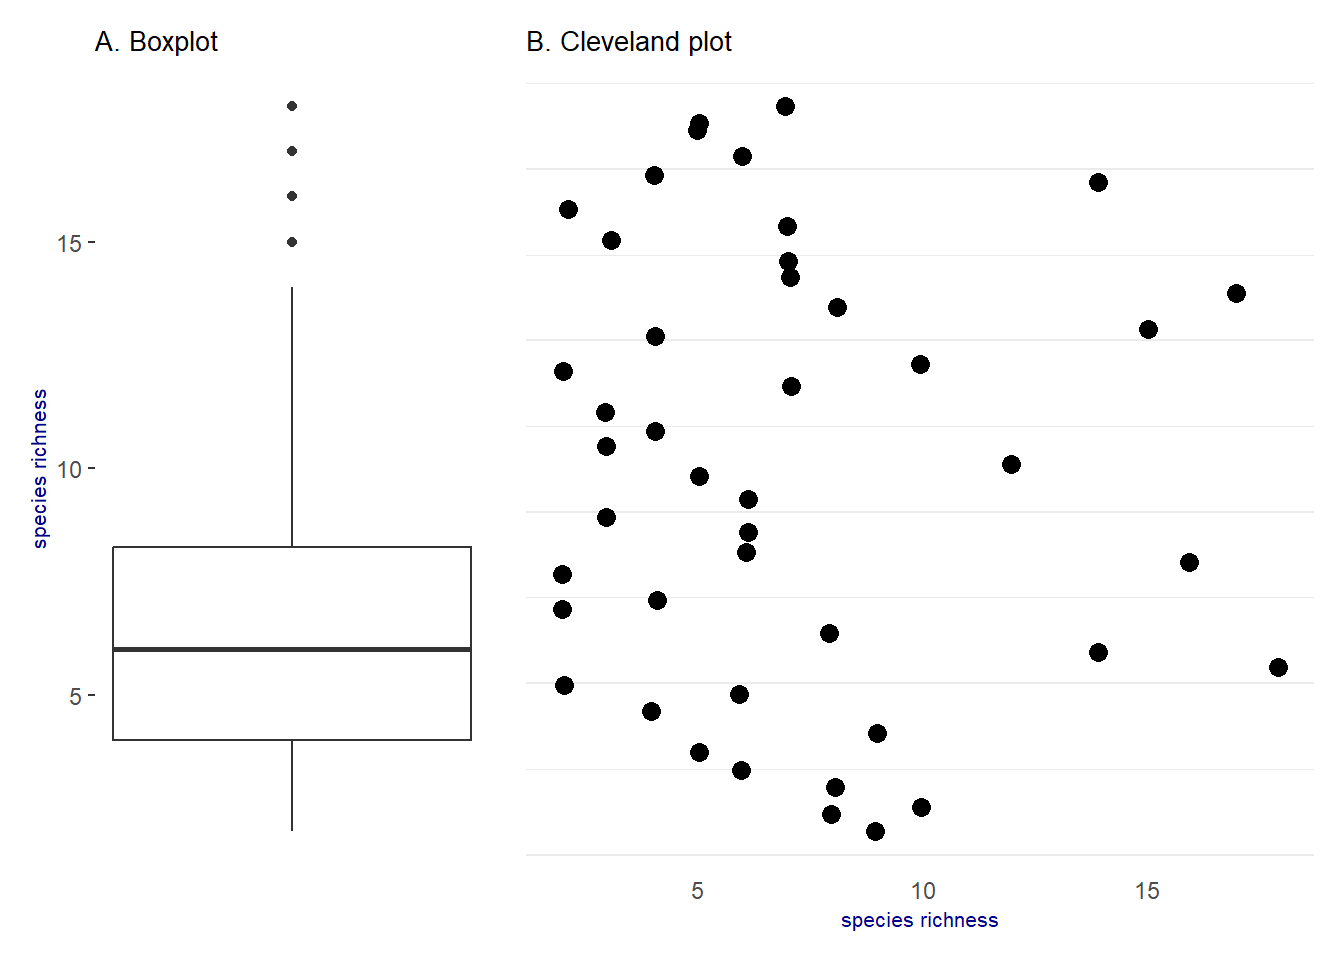 A. Boxplot
15
10
5
species richness
B. Cleveland plot
5 10 15
species richness